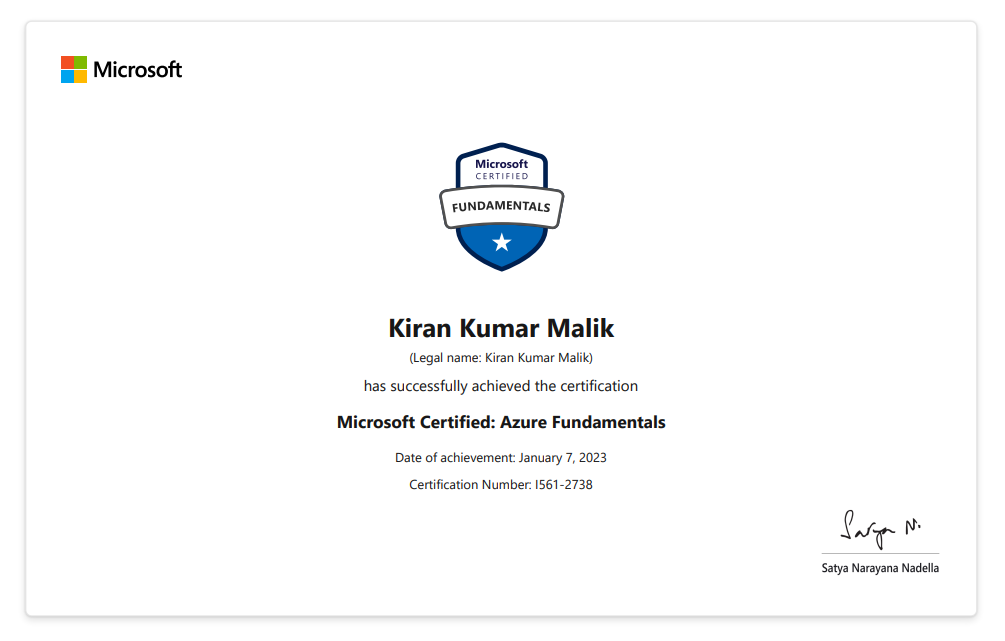 Microsoft
Microsoft
CERTIFIED
FUNDAMENTALS
Kiran Kumar Malik
(Legal name: Kiran Kumar Malik)
has successfully achieved the certification
Microsoft Certified: Azure Fundamentals
Date of achievement: January 7, 2023
Certification Number: I561-2738
Satya N.
Satya Narayana Nadella